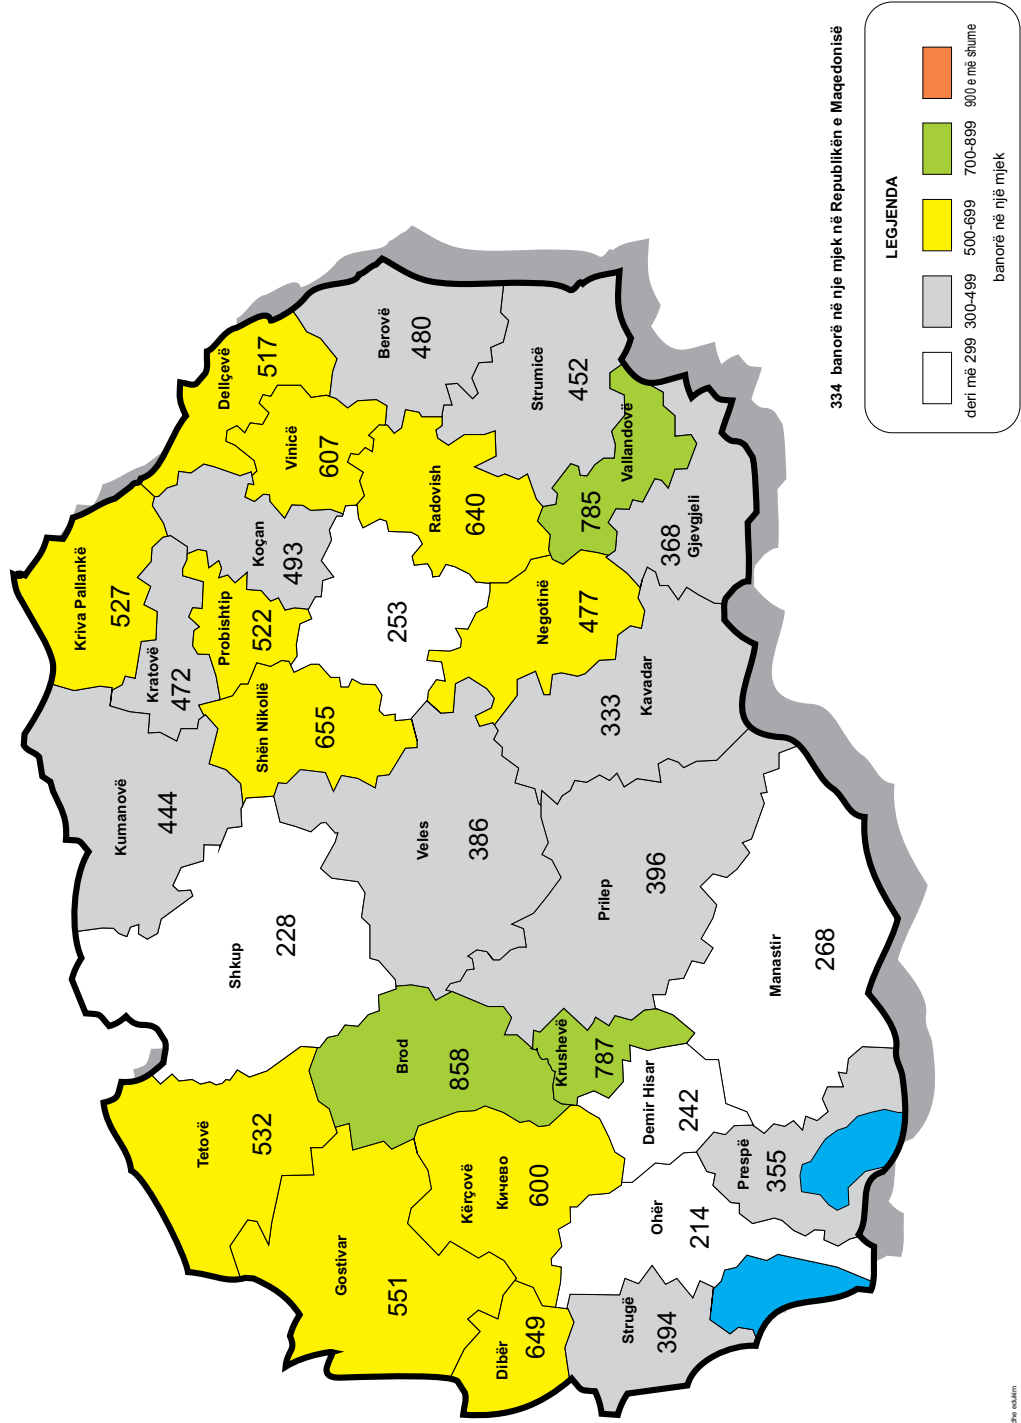 Kriva Pallankë
527
Kumanovë
444
Kratovë
472
Dellçevë
517
Probishtip
522
Koçan
493
Vinicë
607
Shën Nikollë
655
Shkup
228
Tetovë
532
Berovë
480
253
Radovish
640
Veles
386
Brod
858
Gostivar
551
Strumicë
452
Negotinë
477
Vallandovë
785
Kërçovë
Кичево
600
Dibër
649
Krushevë
787
Prilep
396
Kavadar
333
368
Gjevgjeli
Demir Hisar
242
Strugë
394
Ohër
214
Prespë
355
Manastir
268
334 banorë në nje mjek në Republikën e Maqedonisë
LEGJENDA
deri më 299
300-499
500-699
700-899
900 e më shume
banorë në një mjek
dhe edukim